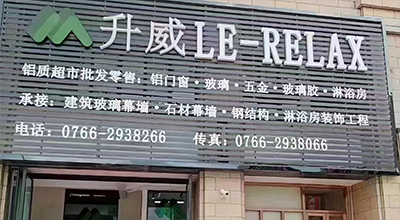 升威 LE-RELAX
铝质超市批发零售：铝门窗·玻璃·五金·玻璃胶·淋浴房
承接：建筑玻璃幕墙·石材幕墙·钢结构·淋浴房装饰工程
电话：0766-2938266 传真：0766-2938066